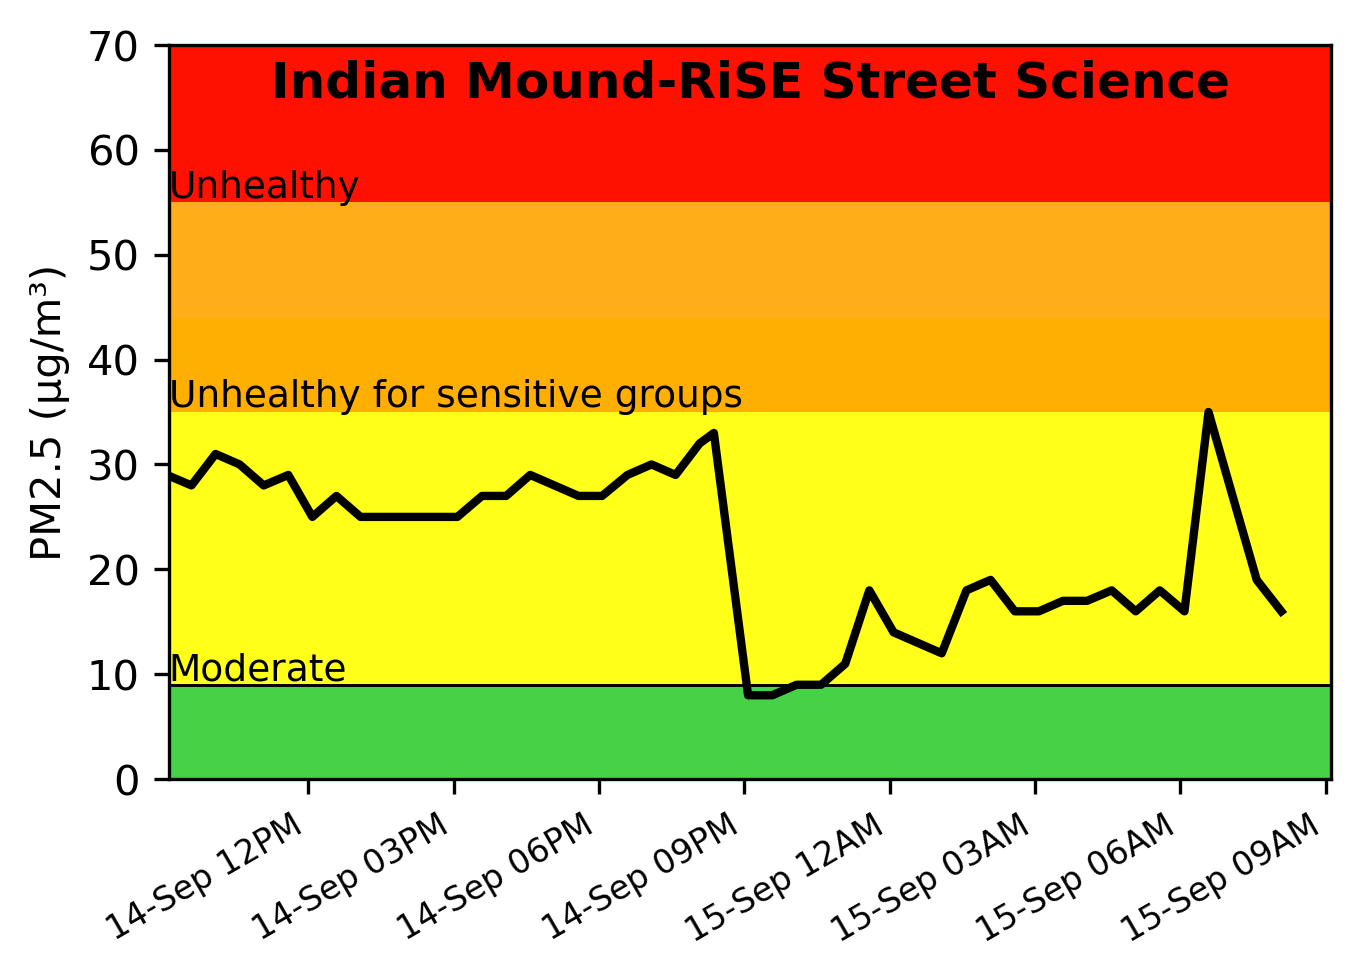 Indian Mound-RiSE Street Science
PM2.5 (µg/m³)
70
60
50
40
30
20
10
0
Unhealthy
Unhealthy for sensitive groups
Moderate
14-Sep 12PM
14-Sep 03PM
14-Sep 06PM
14-Sep 09PM
15-Sep 12AM
15-Sep 03AM
15-Sep 06AM
15-Sep 09AM